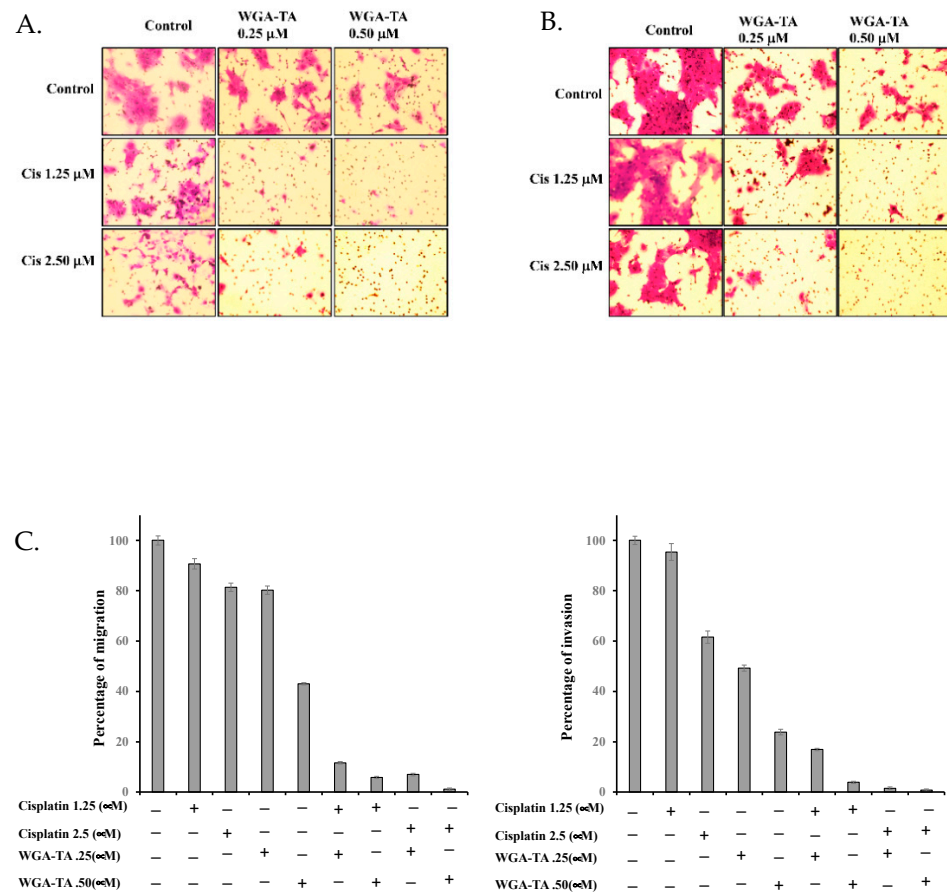 A.
Control
WGA-TA
0.25 µM
WGA-TA
0.50 µM
Control
Cis 1.25 µM
Cis 2.50 µM
B.
Control
WGA-TA
0.25 µM
WGA-TA
0.50 µM
Control
Cis 1.25 µM
Cis 2.50 µM
C.
Percentage of migration
100
80
60
40
20
0
Cisplatin 1.25 (∞M) – + – – – + + – –
Cisplatin 2.5 (∞M) – – + – – – – + +
WGA-TA .25(∞M) – – – + – + – + –
WGA-TA .50(∞M) – – – – + – + – +
Percentage of invasion
100
80
60
40
20
0
Cisplatin 1.25 (∞M) – + – – – + + – –
Cisplatin 2.5 (∞M) – – + – – – – + +
WGA-TA .25(∞M) – – – + – + – + –
WGA-TA .50(∞M) – – – – + – + – +